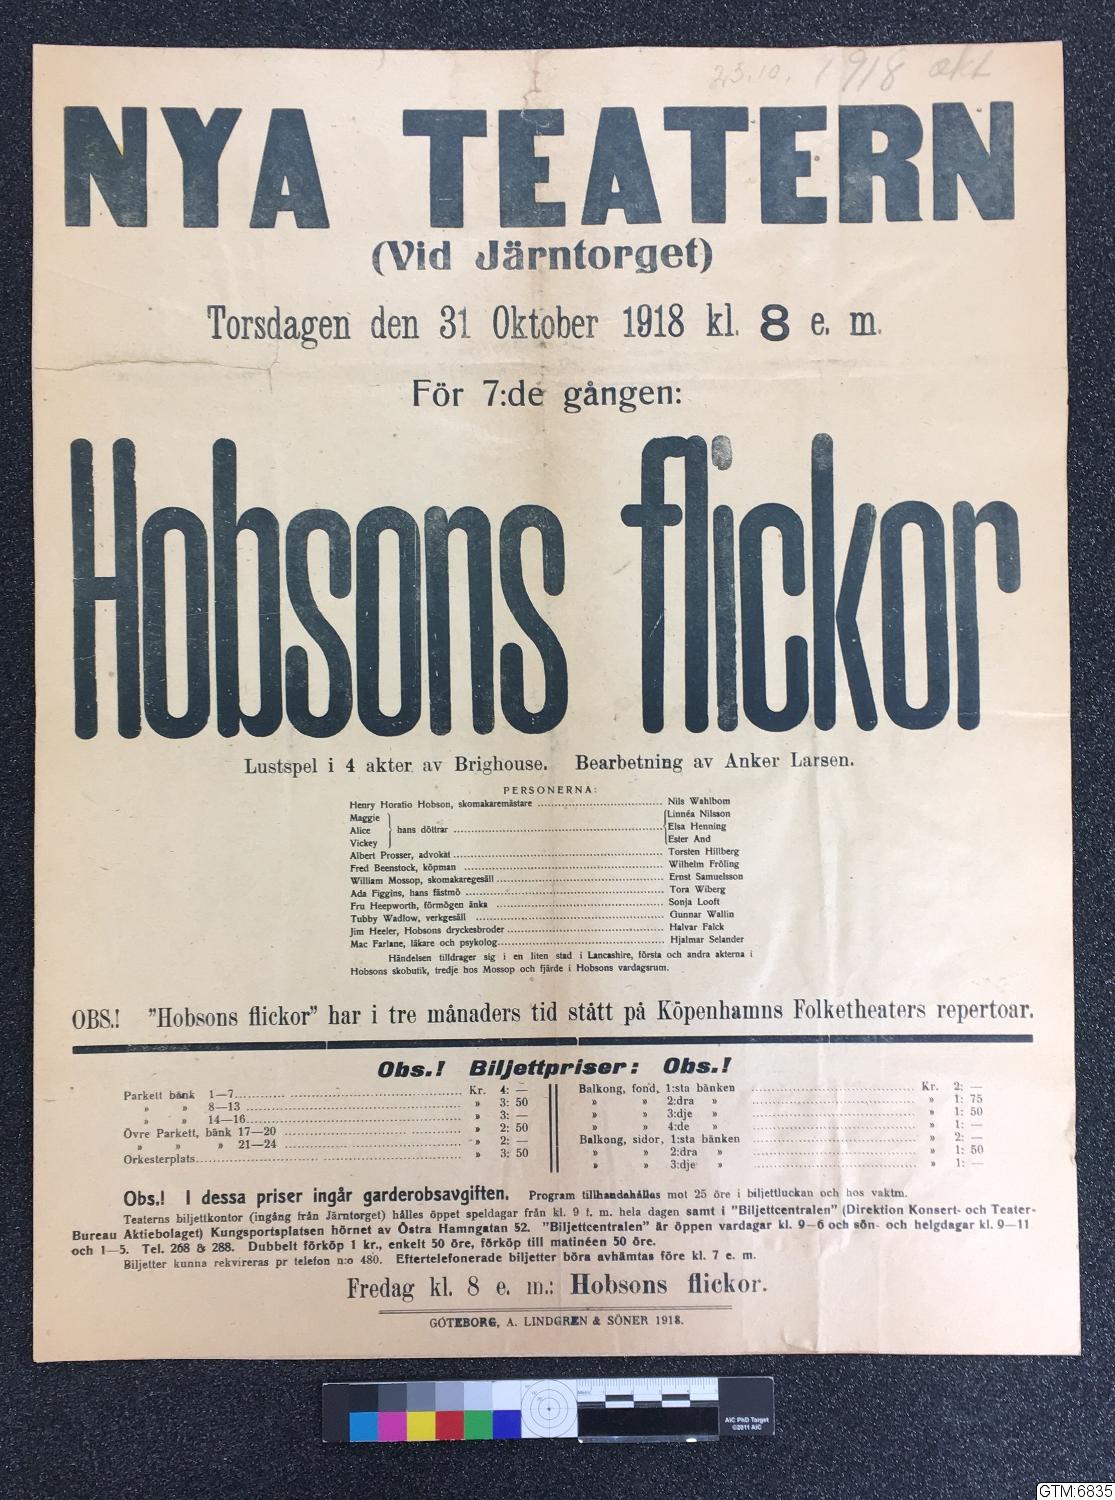 23.10. 1918 okt
NYA TEATERN
(Vid Järntorget)
Torsdagen den 31 Oktober 1918 kl. 8 e. m.
För 7:de gången:
Hobsons flickor
Lustspel i 4 akter av Brighouse. Bearbetning av Anker Larsen.
PERSONERNA:
Henry Horatio Hobson, skomakaremästare ........ Nils Wahlbom
Maggie } Linnéa Nilsson
Alice } hans döttrar ........ { Elsa Henning
Vickey } Ester And
Albert Prosser, advokat ........ Torsten Hillberg
Fred Beenstock, köpman ........ Wilhelm Fröling
William Mossop, skomakaregesäll ........ Ernst Samuelsson
Ada Figgins, hans fästmö ........ Tora Wiberg
Fru Heepworth, förmögen änka ........ Sonja Looft
Tubby Wadlow, verkgesäll ........ Gunnar Wallin
Jim Heeler, Hobsons dryckesbroder ........ Halvar Falck
Mac Farlane, läkare och psykolog ........ Hjalmar Selander
Händelsen tilldrager sig i en liten stad i Lancashire, första och andra akterna i
Hobsons skobutik, tredje hos Mossop och fjärde i Hobsons vardagsrum.
OBS.! "Hobsons flickor" har i tre månaders tid stått på Köpenhamns Folketheaters repertoar.
Obs.! Biljettpriser: Obs.!
Parkett bänk 1—7 ........ Kr. 4: —
» » 8—13 ........ » 3: 50
» » 14—16 ........ » 3: —
Övre Parkett, bänk 17—20 ........ » 2: 50
» » » 21—24 ........ » 2: —
Orkesterplats ........ » 3: 50
Balkong, fond, 1:sta bänken ........ Kr. 2: —
» » 2:dra » ........ » 1: 75
» » 3:dje » ........ » 1: 50
» » 4:de » ........ » 1: —
Balkong, sidor, 1:sta bänken ........ » 2: —
» » 2:dra » ........ » 1: 50
» » 3:dje » ........ » 1: —
Obs.! I dessa priser ingår garderobsavgiften. Program tillhandahållas mot 25 öre i biljettluckan och hos vaktm.
Teaterns biljettkontor (ingång från Järntorget) hålles öppet speldagar från kl. 9 f. m. hela dagen samt i "Biljettcentralen" (Direktion Konsert- och Teater-
Bureau Aktiebolaget) Kungsportsplatsen hörnet av Östra Hamngatan 52. "Biljettcentralen" är öppen vardagar kl. 9—6 och sön- och helgdagar kl. 9—11
och 1—5. Tel. 268 & 288. Dubbelt förköp 1 kr., enkelt 50 öre, förköp till matinéen 50 öre.
Biljetter kunna rekvireras pr telefon n:o 480. Eftertelefonerade biljetter böra avhämtas före kl. 7 e. m.
Fredag kl. 8 e. m.: Hobsons flickor.
GÖTEBORG, A. LINDGREN & SÖNER 1918.
AIC PhD Target
©2011 AIC
GTM:6835